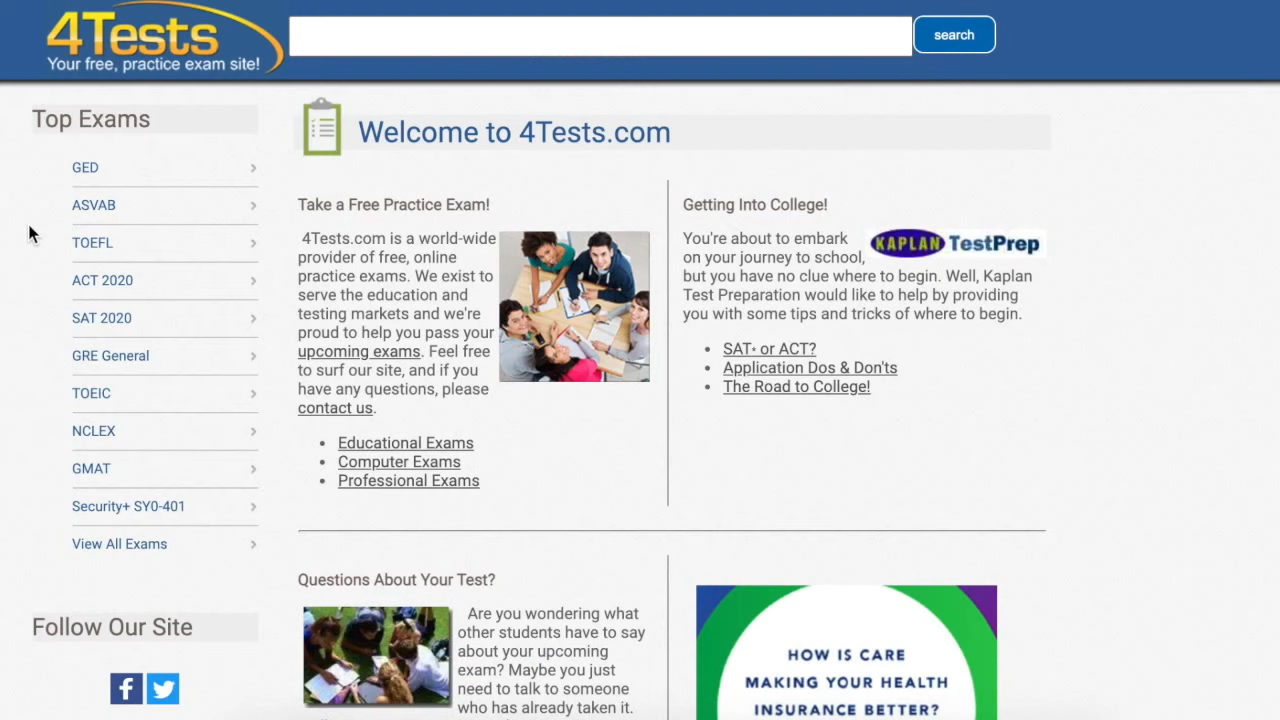 4Tests
Your free, practice exam site!
search
Top Exams
GED
ASVAB
TOEFL
ACT 2020
SAT 2020
GRE General
TOEIC
NCLEX
GMAT
Security+ SY0-401
View All Exams
Follow Our Site
Welcome to 4Tests.com
Take a Free Practice Exam!
4Tests.com is a world-wide
provider of free, online
practice exams. We exist to
serve the education and
testing markets and we're
proud to help you pass your
upcoming exams. Feel free
to surf our site, and if you
have any questions, please
contact us.
• Educational Exams
• Computer Exams
• Professional Exams
Getting Into College!
KAPLAN TestPrep
You're about to embark
on your journey to school,
but you have no clue where to begin. Well, Kaplan
Test Preparation would like to help by providing
you with some tips and tricks of where to begin.
• SAT* or ACT?
• Application Dos & Don'ts
• The Road to College!
Questions About Your Test?
Are you wondering what
other students have to say
about your upcoming
exam? Maybe you just
need to talk to someone
who has already taken it.
HOW IS CARE
MAKING YOUR HEALTH
INSURANCE BETTER?